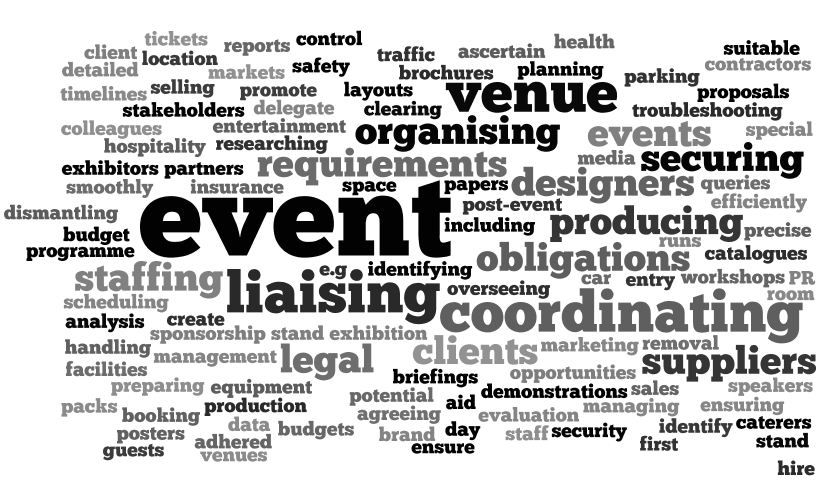 tickets reports control
client location traffic ascertain health suitable
detailed markets safety brochures planning parking contractors
timelines selling promote layouts venue proposals
stakeholders delegate clearing troubleshooting
colleagues entertainment organising events special
hospitality researching media securing
exhibitors partners requirements
smoothly insurance space papers designers queries
dismantling event post-event efficiently
budget including producing precise
programme runs
staffing e.g identifying obligations catalogues
liaising overseeing car entry workshops PR
scheduling room
analysis create coordinating
sponsorship stand exhibition
handling management legal clients marketing removal
facilities briefings opportunities suppliers
preparing equipment potential aid demonstrations sales speakers
packs booking production agreeing evaluation managing ensuring
posters data budgets brand day staff security identify caterers
guests adhered ensure first stand
venues
hire